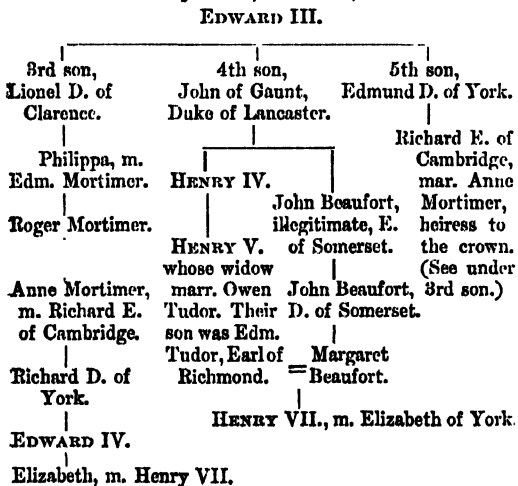 EDWARD III.
3rd son,
Lionel D. of
Clarence.
Philippa, m.
Edm. Mortimer.
Roger Mortimer.
Anne Mortimer,
m. Richard E.
of Cambridge.
Richard D. of
York.
EDWARD IV.
Elizabeth, m. Henry VII.
4th son,
John of Gaunt,
Duke of Lancaster.
HENRY IV.
HENRY V.
whose widow
marr. Owen
Tudor. Their
son was Edm.
Tudor, Earl of
Richmond.
John Beaufort,
illegitimate, E.
of Somerset.
John Beaufort,
D. of Somerset.
= Margaret
Beaufort.
HENRY VII., m. Elizabeth of York.
5th son,
Edmund D. of York.
Richard E. of
Cambridge,
mar. Anne
Mortimer,
heiress to
the crown.
(See under
3rd son.)